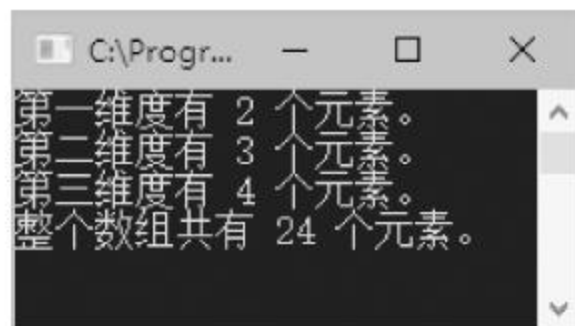 C:\Progr...
第一维度有 2 个元素。
第二维度有 3 个元素。
第三维度有 4 个元素。
整个数组共有 24 个元素。